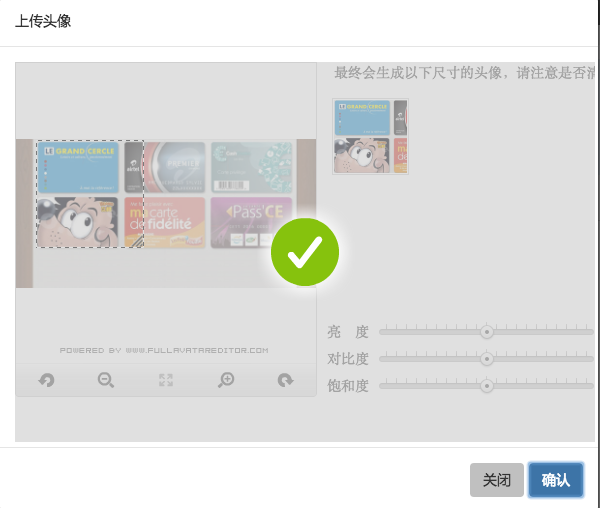 上传头像
最终会生成以下尺寸的头像，请注意是否清
LE GRAND CERCLE
airtel
ma carte
de fidélité
Pass'CE
POWERED BY WWW.FULLAVATAREDITOR.COM
亮 度
对比度
饱和度
关闭
确认